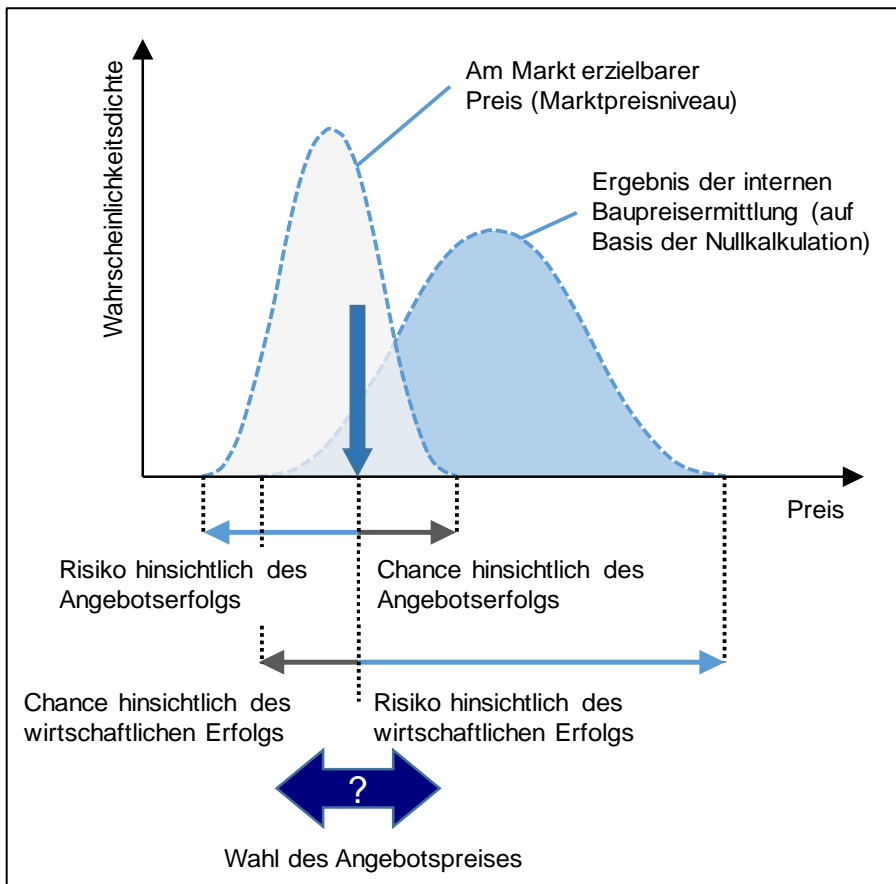 Wahrscheinlichkeitsdichte
Am Markt erzielbarer
Preis (Marktpreisniveau)
Ergebnis der internen
Baupreisermittlung (auf
Basis der Nullkalkulation)
Preis
Risiko hinsichtlich des
Angebotserfolgs
Chance hinsichtlich des
Angebotserfolgs
Chance hinsichtlich des
wirtschaftlichen Erfolgs
Risiko hinsichtlich des
wirtschaftlichen Erfolgs
?
Wahl des Angebotspreises